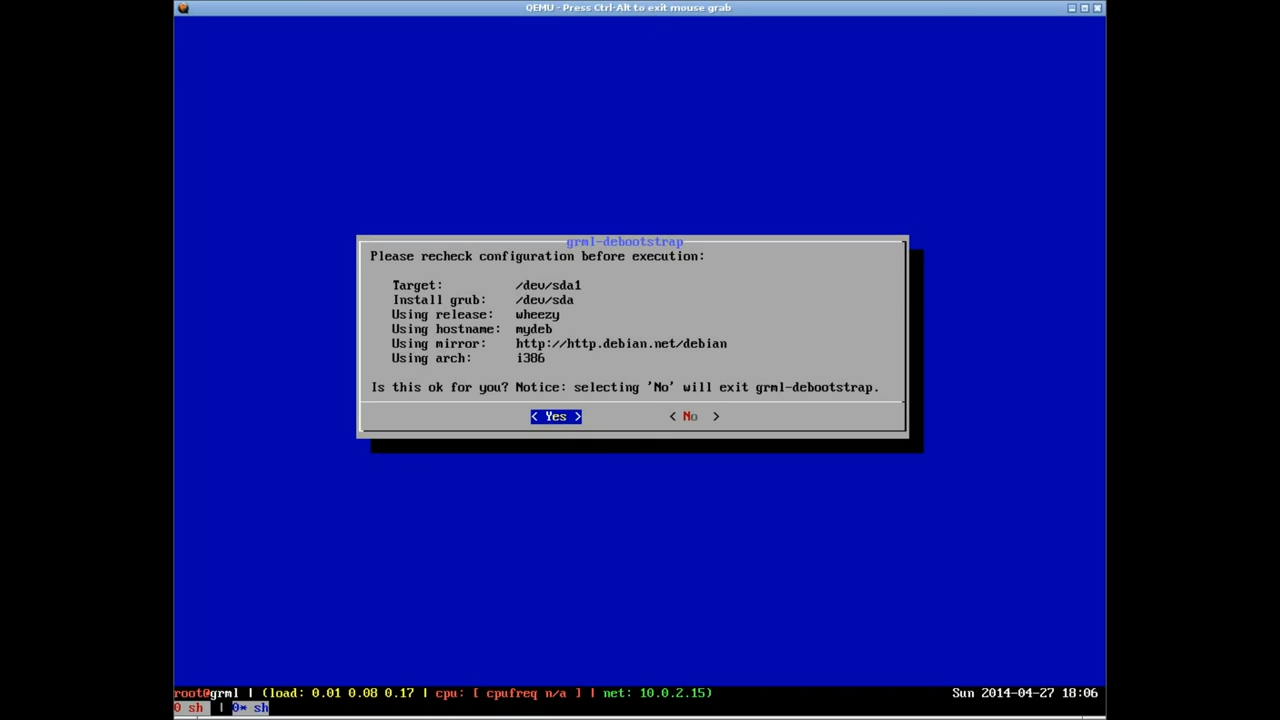 QEMU - Press Ctrl-Alt to exit mouse grab
grml-debootstrap
Please recheck configuration before execution:
Target: /dev/sda1
Install grub: /dev/sda
Using release: wheezy
Using hostname: mydeb
Using mirror: http://http.debian.net/debian
Using arch: i386
Is this ok for you? Notice: selecting 'No' will exit grml-debootstrap.
< Yes > < No >
root@grml | (load: 0.01 0.08 0.17 | cpu: [ cpufreq n/a ] | net: 10.0.2.15) Sun 2014-04-27 18:06
0 sh | 0* sh